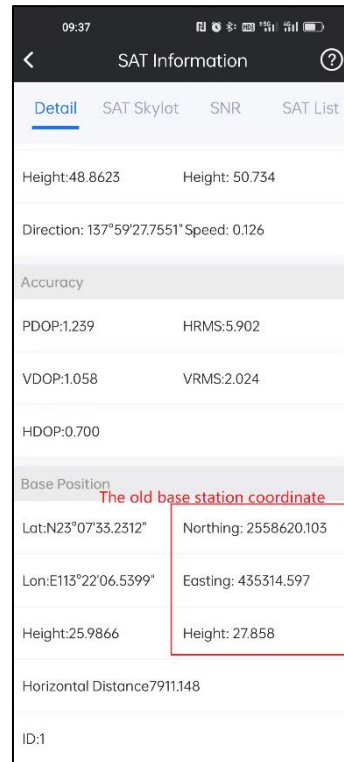 09:37
SAT Information
Detail SAT Skylot SNR SAT List
Height:48.8623 Height: 50.734
Direction: 137°59'27.7551" Speed: 0.126
Accuracy
PDOP:1.239 HRMS:5.902
VDOP:1.058 VRMS:2.024
HDOP:0.700
Base Position
The old base station coordinate
Lat:N23°07'33.2312" Northing: 2558620.103
Lon:E113°22'06.5399" Easting: 435314.597
Height:25.9866 Height: 27.858
Horizontal Distance7911.148
ID:1